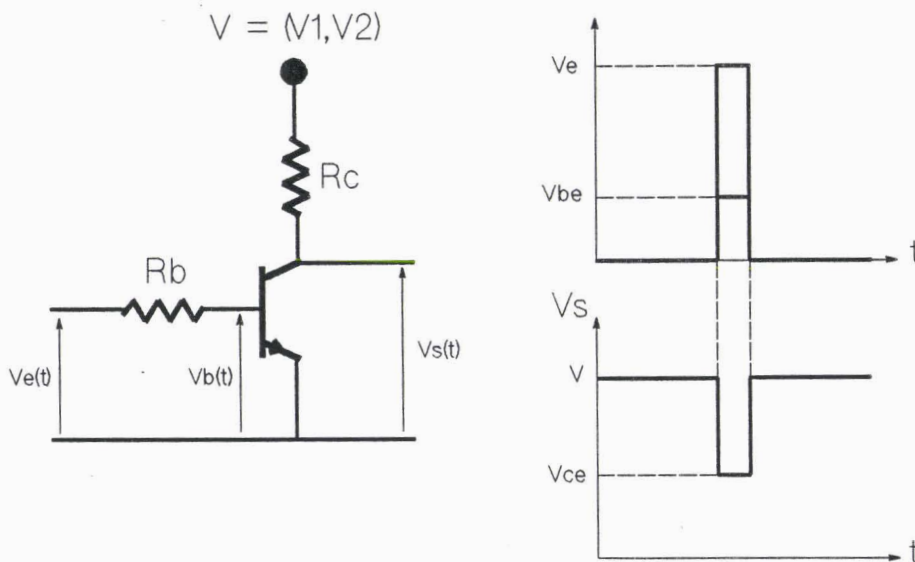 V = (V1,V2)
Rc
Rb
Ve(t)
Vb(t)
Vs(t)
Ve
Vbe
t
Vs
V
Vce
t